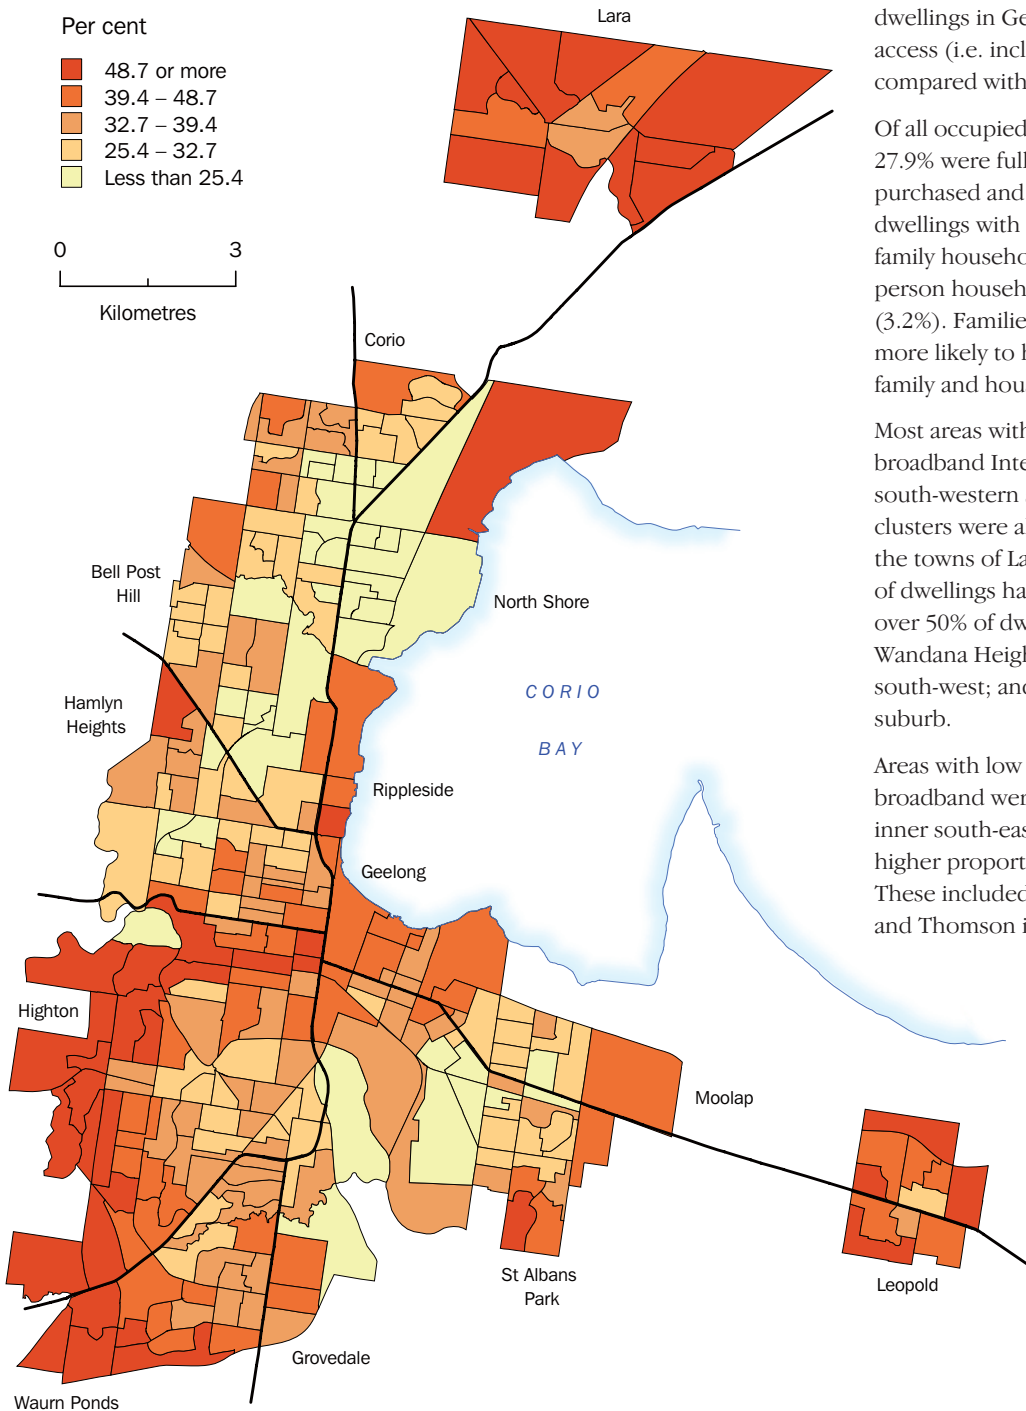 Per cent
48.7 or more
39.4 – 48.7
32.7 – 39.4
25.4 – 32.7
Less than 25.4
0 3
Kilometres
Lara
Corio
Bell Post
Hill
North Shore
Hamlyn
Heights
CORIO
BAY
Rippleside
Geelong
Highton
Moolap
St Albans
Park
Leopold
Grovedale
Waurn Ponds
dwellings in Ge
access (i.e. incl
compared with
Of all occupied
27.9% were full
purchased and
dwellings with
family househo
person househ
(3.2%). Families
more likely to h
family and hous
Most areas with
broadband Inte
south-western
clusters were al
the towns of La
of dwellings ha
over 50% of dw
Wandana Heigh
south-west; and
suburb.
Areas with low
broadband wer
inner south-eas
higher proporti
These included
and Thomson i